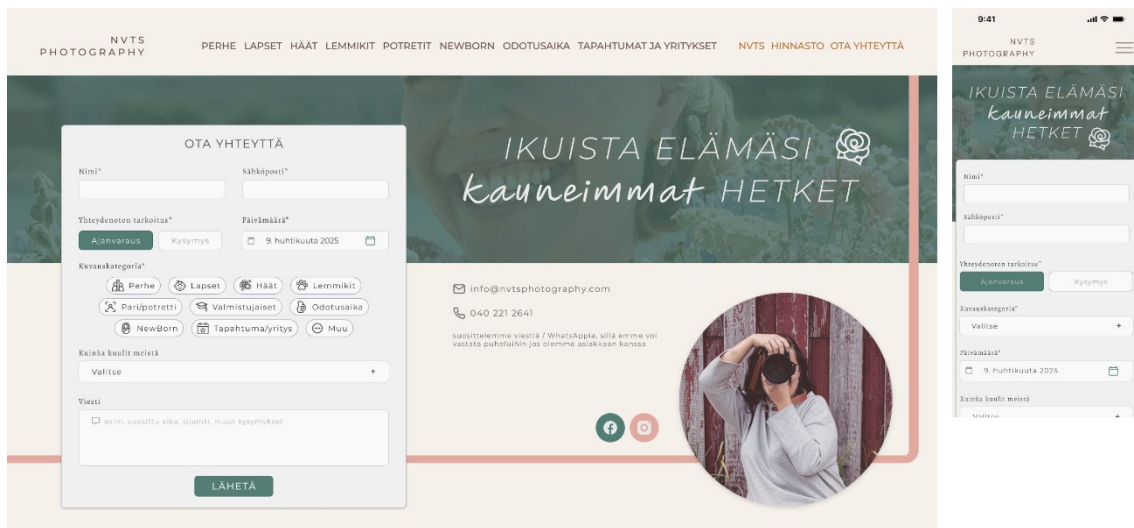 NVTS
PHOTOGRAPHY
PERHE LAPSET HÄÄT LEMMIKIT POTRETIT NEWBORN ODOTUSAIKA TAPAHTUMAT JA YRITYKSET NVTS HINNASTO OTA YHTEYTTÄ
OTA YHTEYTTÄ
Nimi* Sähköposti*
Yhteydenoton tarkoitus* Päivämäärä*
Ajanvaraus Kysymys 9. huhtikuuta 2025
Kuvauskategoria*
Perhe Lapset Häät Lemmikit
Pari/potretti Valmistujaiset Odotusaika
NewBorn Tapahtuma/yritys Muu
Kuinka kuulit meistä
Valitse +
Viesti
esim. suosittu aika, sijainti, muut kysymykset
LÄHETÄ
IKUISTA ELÄMÄSI
kauneimmat HETKET
info@nvtsphotography.com
040 221 2641
suosittelemme viestiä / WhatsAppia, sillä emme voi
vastata puheluihin jos olemme asiakkaan kanssa
9:41
NVTS
PHOTOGRAPHY
IKUISTA ELÄMÄSI
kauneimmat
HETKET
Nimi*
Sähköposti*
Yhteydenoton tarkoitus*
Ajanvaraus Kysymys
Kuvauskategoria*
Valitse +
Päivämäärä*
9. huhtikuuta 2025
Kuinka kuulit meistä
Valitse +